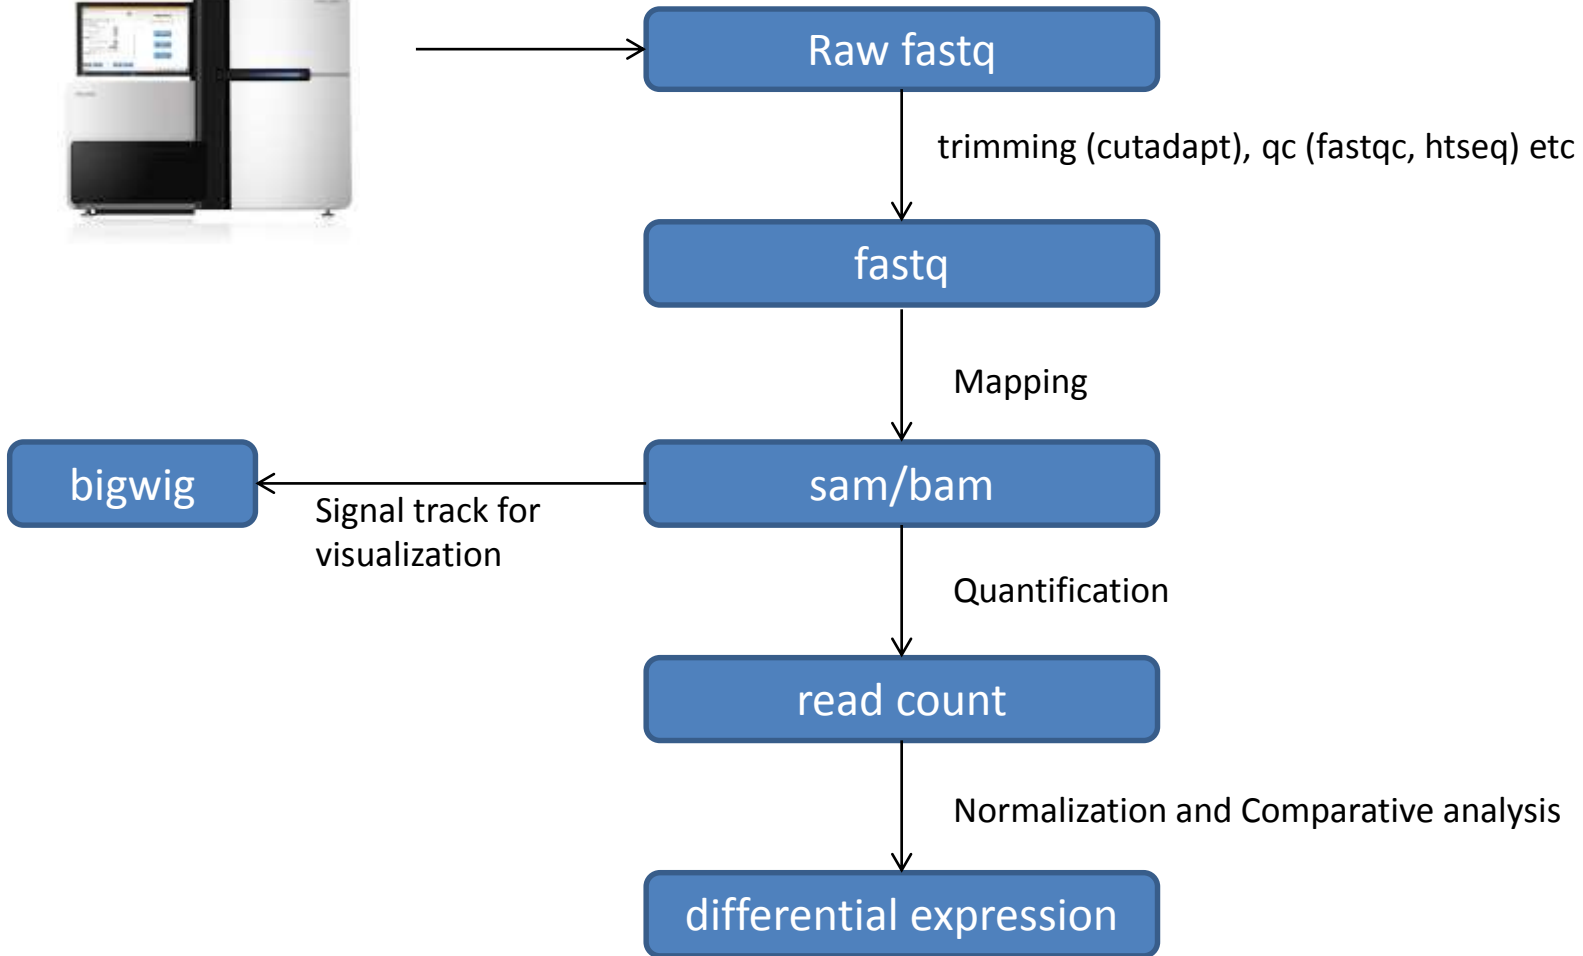 Raw fastq
trimming (cutadapt), qc (fastqc, htseq) etc
fastq
Mapping
bigwig
sam/bam
Signal track for
visualization
Quantification
read count
Normalization and Comparative analysis
differential expression